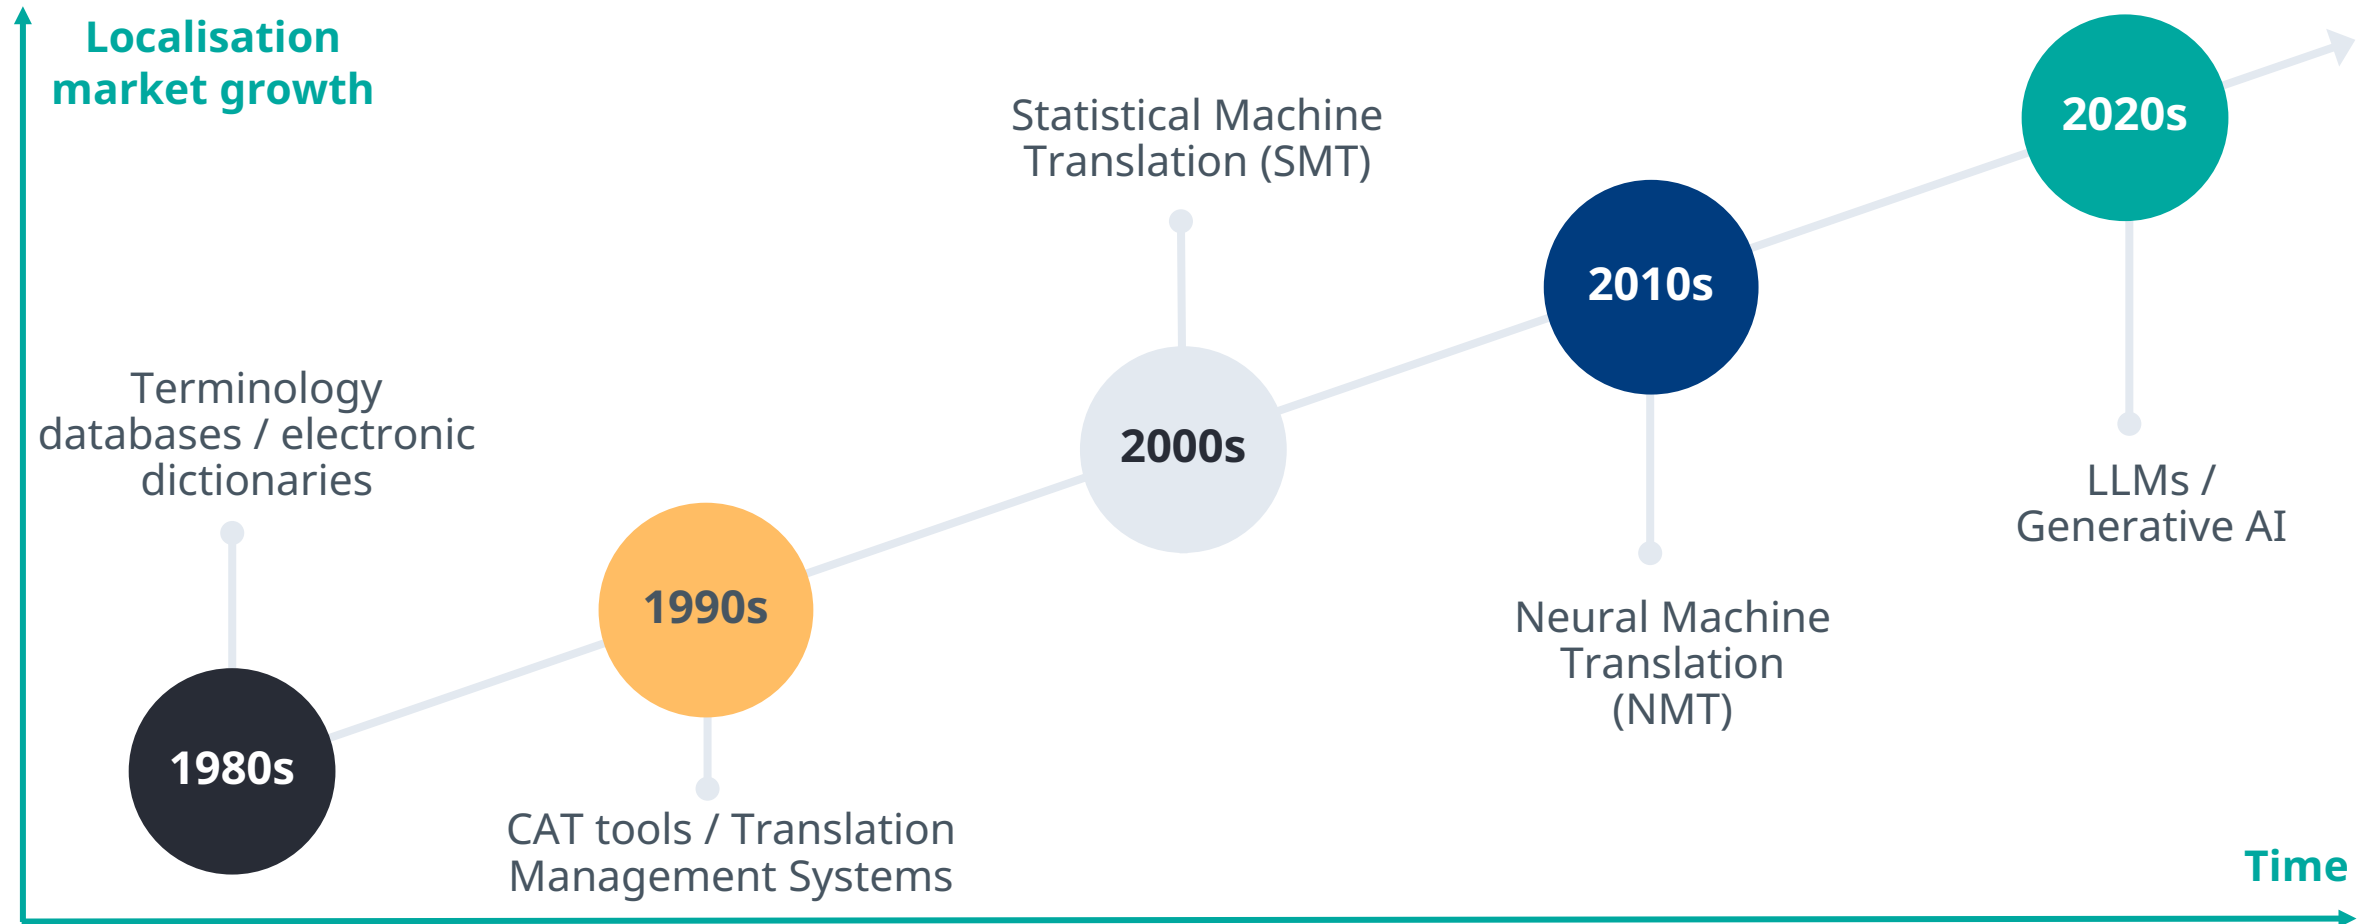 Localisation
market growth
Terminology
databases / electronic
dictionaries
1980s
1990s
CAT tools / Translation
Management Systems
Statistical Machine
Translation (SMT)
2000s
2010s
Neural Machine
Translation
(NMT)
2020s
LLMs /
Generative AI
Time